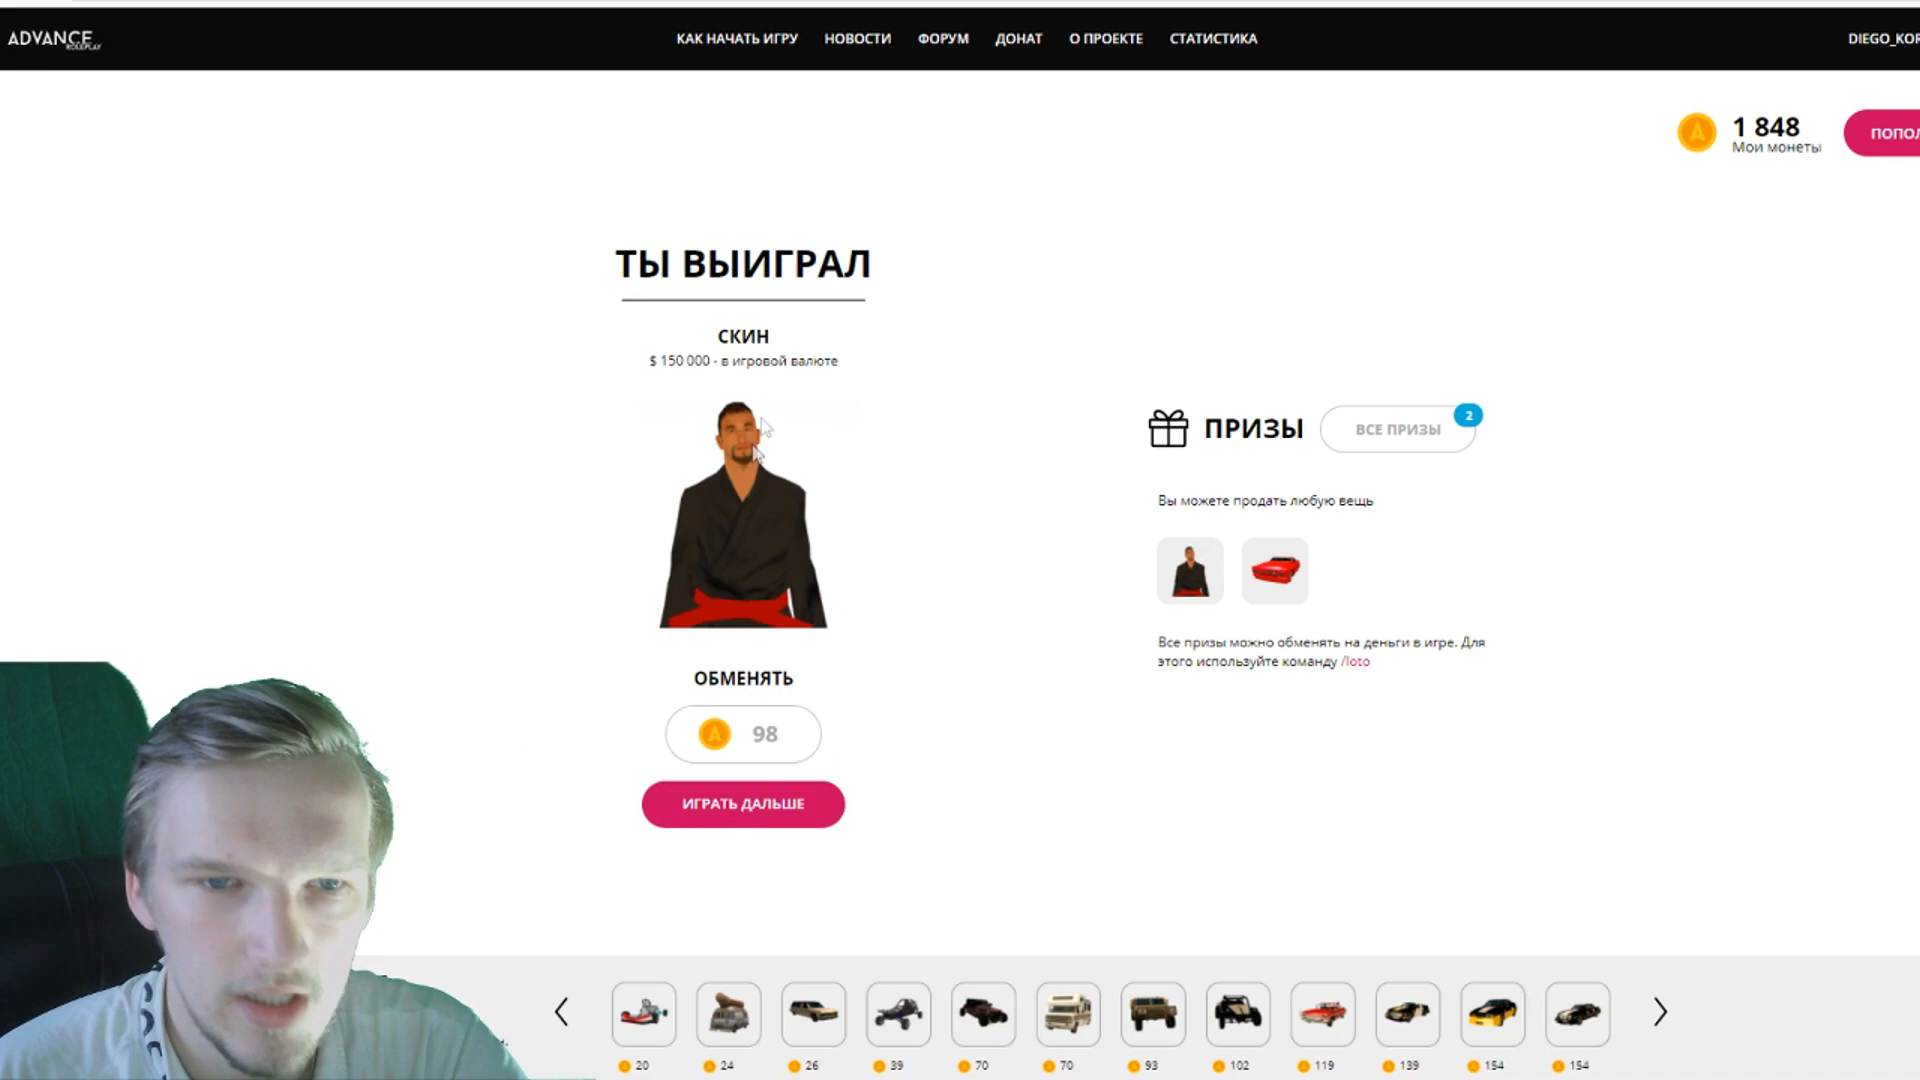 ADVANCE
ROLEPLAY
КАК НАЧАТЬ ИГРУ
НОВОСТИ
ФОРУМ
ДОНАТ
О ПРОЕКТЕ
СТАТИСТИКА
DIEGO_KOR
1 848
Мои монеты
ПОПОЛ
ТЫ ВЫИГРАЛ
СКИН
$ 150 000 - в игровой валюте
ПРИЗЫ
ВСЕ ПРИЗЫ
2
Вы можете продать любую вещь
Все призы можно обменять на деньги в игре. Для
этого используйте команду /loto
ОБМЕНЯТЬ
98
ИГРАТЬ ДАЛЬШЕ
20
24
26
39
70
70
93
102
119
139
154
154